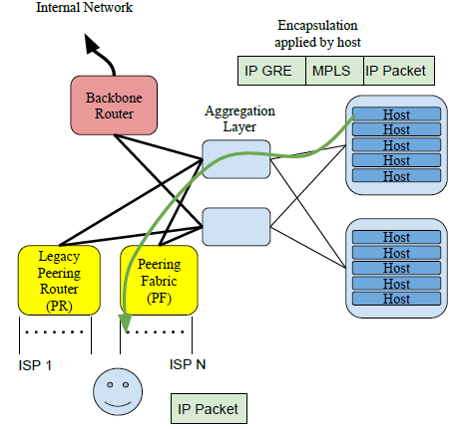 Internal Network
Encapsulation
applied by host
IP GRE
MPLS
IP Packet
Backbone
Router
Aggregation
Layer
Host
Host
Host
Host
Host
Host
Host
Host
Host
Host
Legacy
Peering
Router
(PR)
Peering
Fabric
(PF)
ISP 1
ISP N
IP Packet